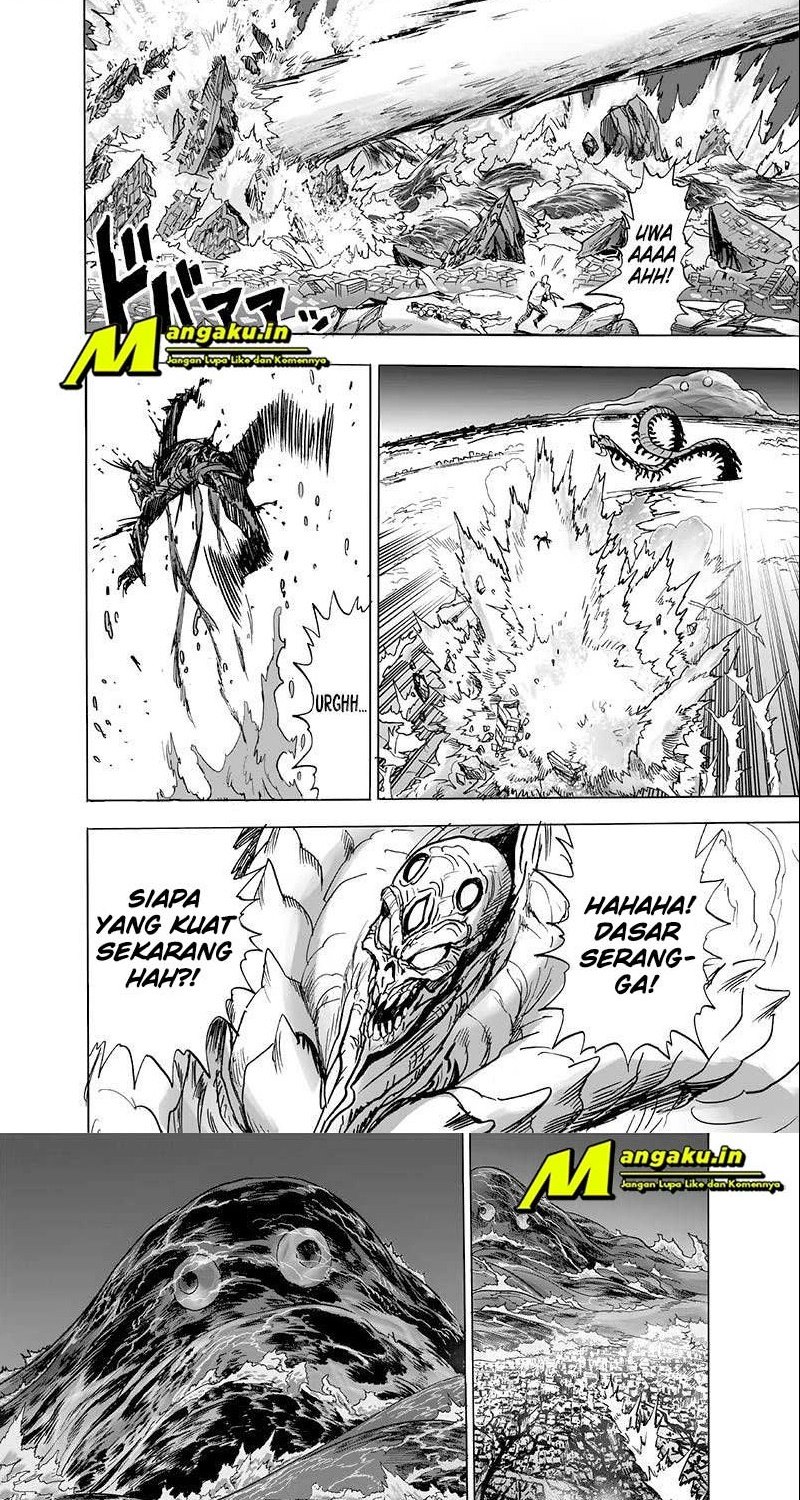 UWA
AAAA
AHH!
ドバァァァッ
Mangaku.in
Jangan Lupa Like dan Komennya
URGHH...
HAHAHA!
DASAR
SERANG-
GA!
SIAPA
YANG KUAT
SEKARANG
HAH?!
Mangaku.in
Jangan Lupa Like dan Komennya